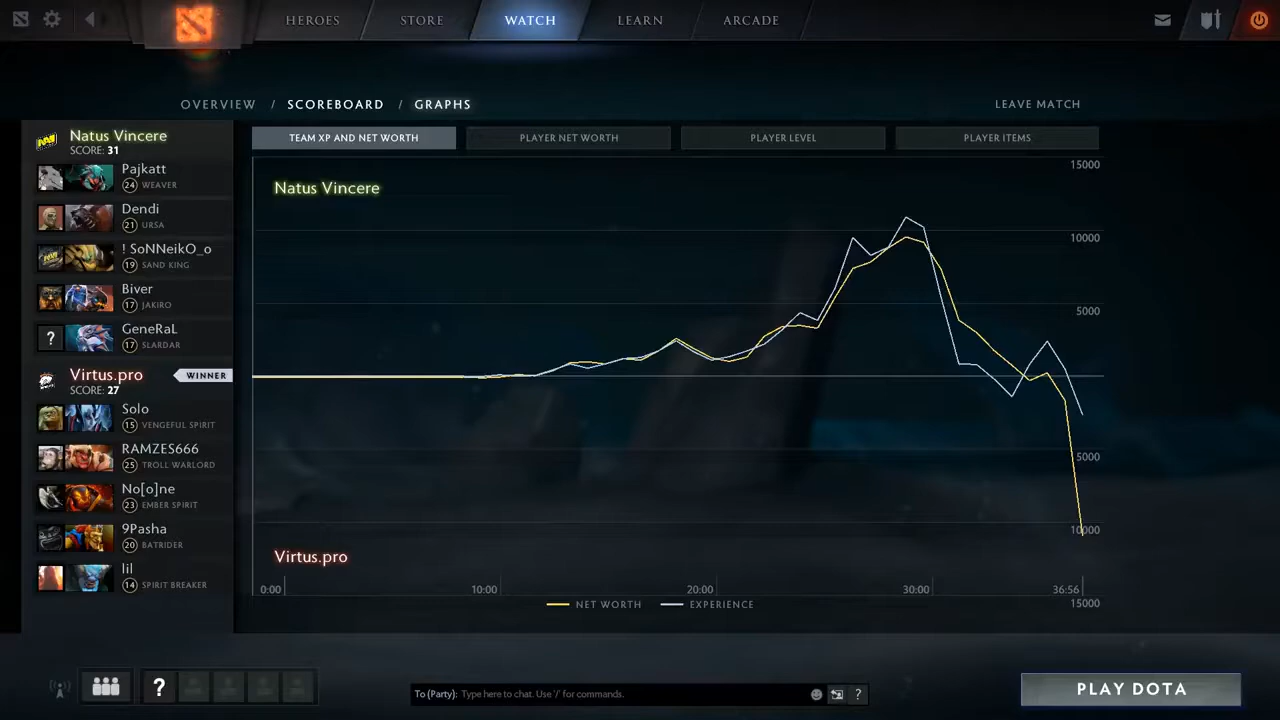 HEROES
STORE
WATCH
LEARN
ARCADE
OVERVIEW / SCOREBOARD / GRAPHS
LEAVE MATCH
Natus Vincere
SCORE: 31
Pajkatt
24 WEAVER
Dendi
21 URSA
! SoNNeikO_o
19 SAND KING
Biver
17 JAKIRO
?
GeneRaL
17 SLARDAR
Virtus.pro
WINNER
SCORE: 27
Solo
15 VENGEFUL SPIRIT
RAMZES666
25 TROLL WARLORD
No[o]ne
23 EMBER SPIRIT
9Pasha
20 BATRIDER
lil
14 SPIRIT BREAKER
TEAM XP AND NET WORTH
PLAYER NET WORTH
PLAYER LEVEL
PLAYER ITEMS
Natus Vincere
15000
10000
5000
5000
10000
15000
Virtus.pro
0:00
10:00
20:00
30:00
36:56
NET WORTH
EXPERIENCE
?
To (Party): Type here to chat. Use '/' for commands.
?
PLAY DOTA